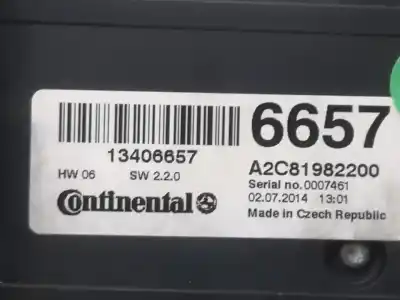 6657
13406657
A2C81982200
HW 06 SW 2.2.0
Serial no.0007461
02.07.2014 13:01
Continental
Made in Czech Republic